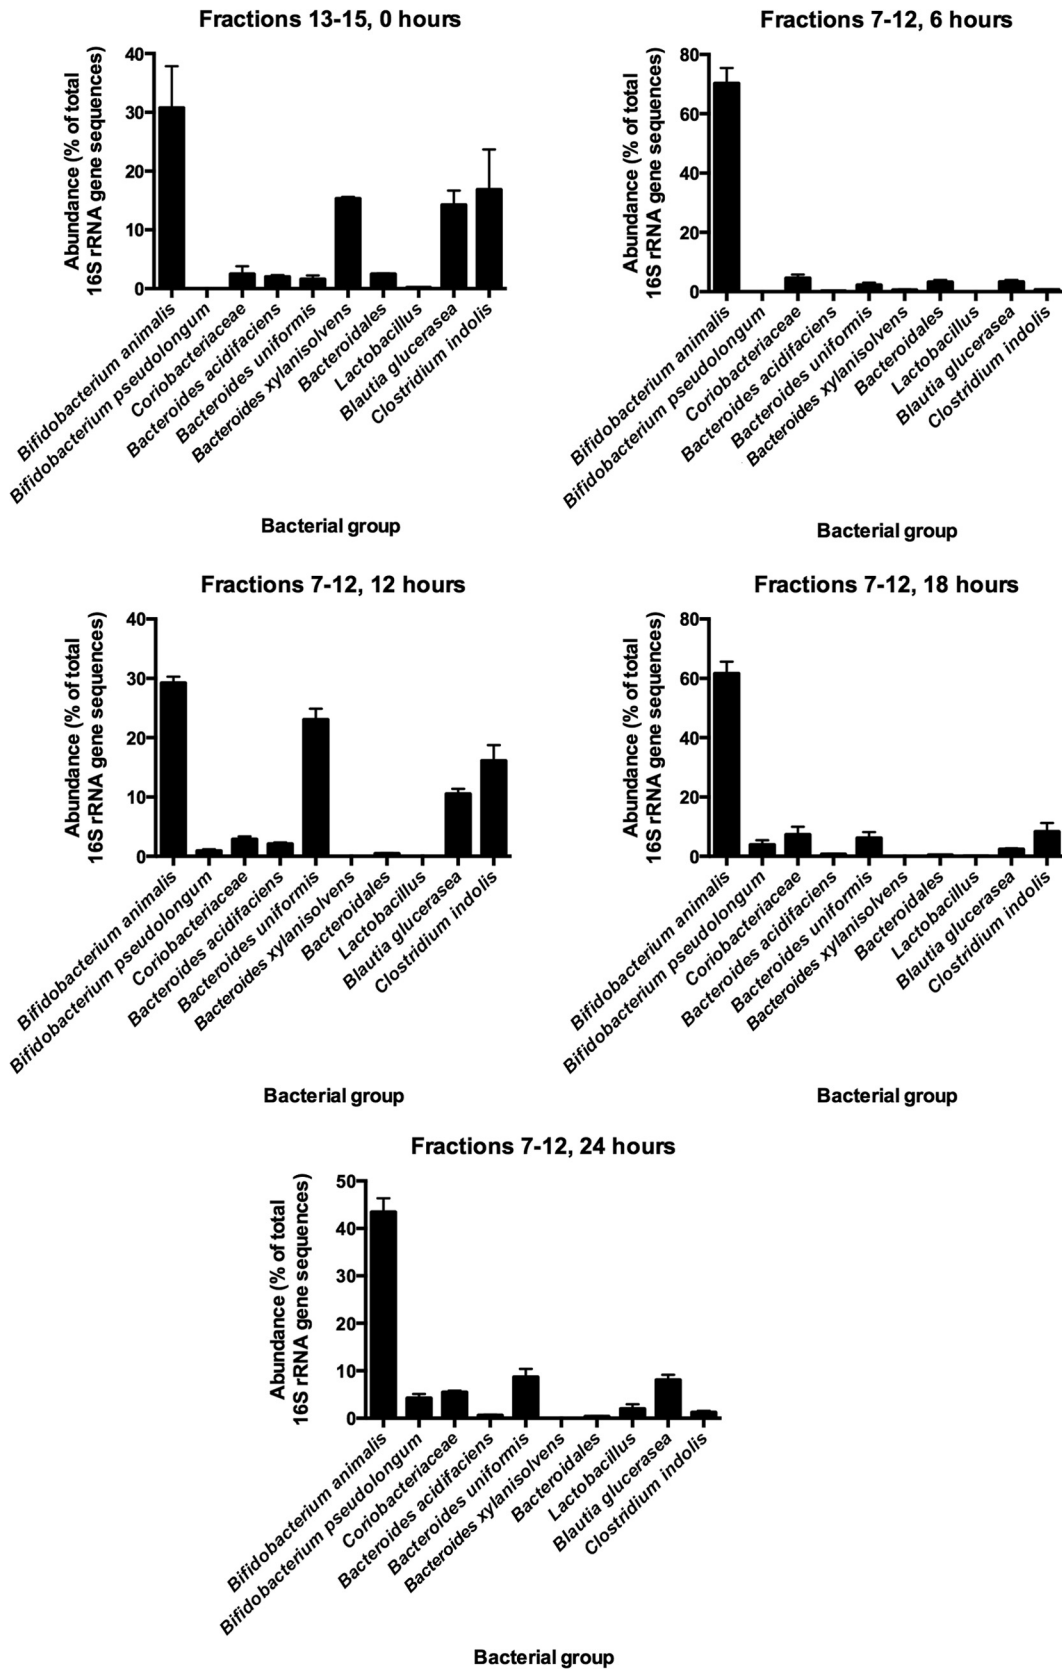 Fractions 13-15, 0 hours
Abundance (% of total
16S rRNA gene sequences)
40
30
20
10
0
Bifidobacterium animalis
Bifidobacterium pseudolongum
Coriobacteriaceae
Bacteroides acidifaciens
Bacteroides uniformis
Bacteroides xylanisolvens
Bacteroidales
Lactobacillus
Blautia glucerasea
Clostridium indolis
Bacterial group
Fractions 7-12, 6 hours
Abundance (% of total
16S rRNA gene sequences)
80
60
40
20
0
Bifidobacterium animalis
Bifidobacterium pseudolongum
Coriobacteriaceae
Bacteroides acidifaciens
Bacteroides uniformis
Bacteroides xylanisolvens
Bacteroidales
Lactobacillus
Blautia glucerasea
Clostridium indolis
Bacterial group
Fractions 7-12, 12 hours
Abundance (% of total
16S rRNA gene sequences)
40
30
20
10
0
Bifidobacterium animalis
Bifidobacterium pseudolongum
Coriobacteriaceae
Bacteroides acidifaciens
Bacteroides uniformis
Bacteroides xylanisolvens
Bacteroidales
Lactobacillus
Blautia glucerasea
Clostridium indolis
Bacterial group
Fractions 7-12, 18 hours
Abundance (% of total
16S rRNA gene sequences)
80
60
40
20
0
Bifidobacterium animalis
Bifidobacterium pseudolongum
Coriobacteriaceae
Bacteroides acidifaciens
Bacteroides uniformis
Bacteroides xylanisolvens
Bacteroidales
Lactobacillus
Blautia glucerasea
Clostridium indolis
Bacterial group
Fractions 7-12, 24 hours
Abundance (% of total
16S rRNA gene sequences)
50
40
30
20
10
0
Bifidobacterium animalis
Bifidobacterium pseudolongum
Coriobacteriaceae
Bacteroides acidifaciens
Bacteroides uniformis
Bacteroides xylanisolvens
Bacteroidales
Lactobacillus
Blautia glucerasea
Clostridium indolis
Bacterial group